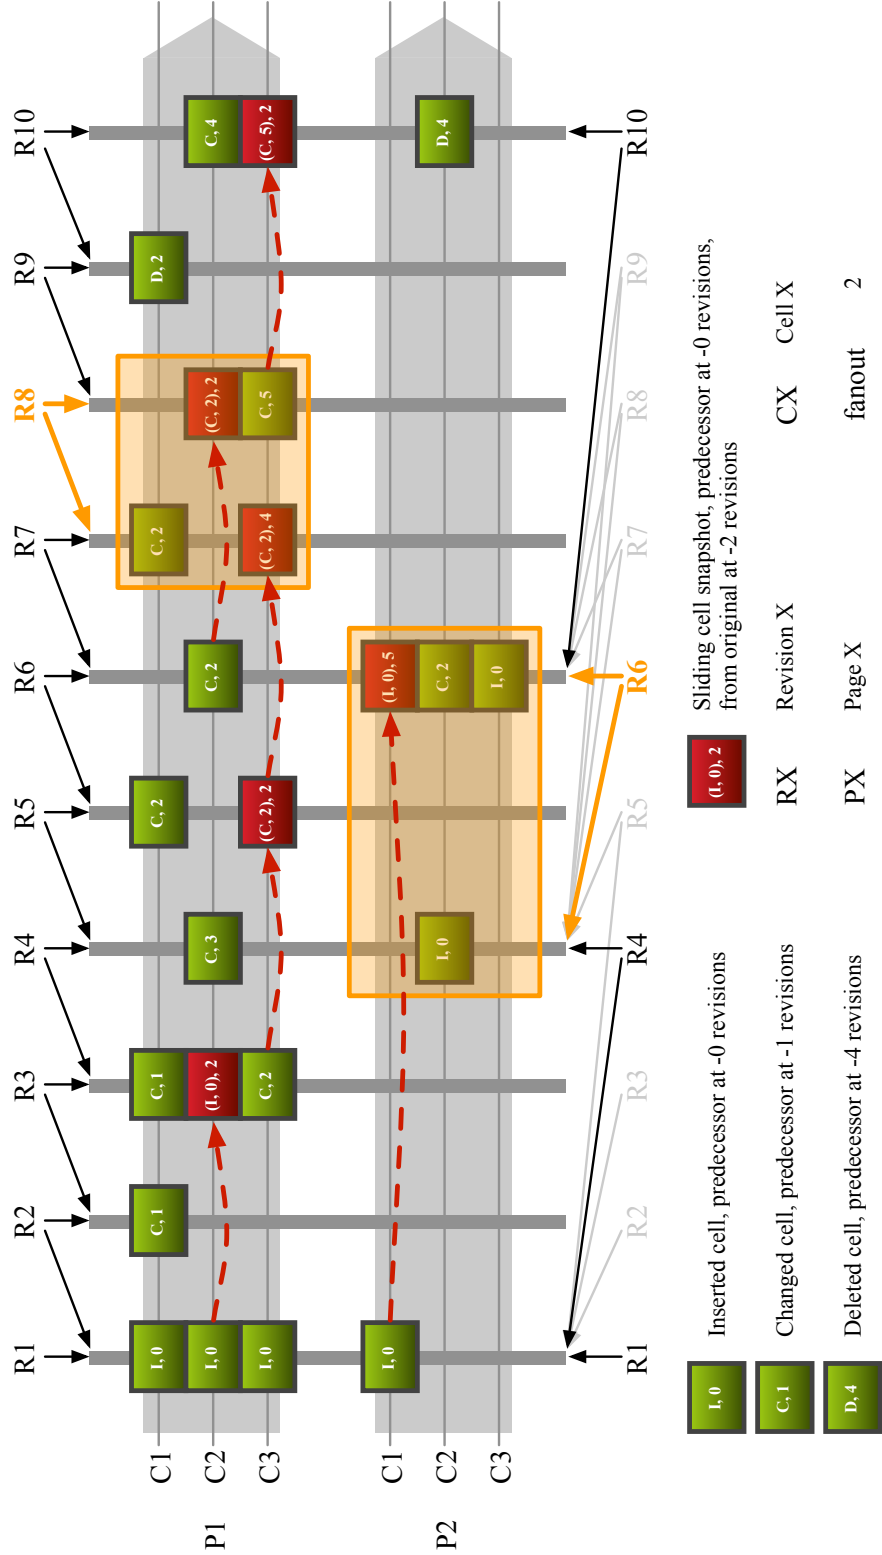 R1 R2 R3 R4 R5 R6 R7 R8 R9 R10
C1 I, 0 C, 1 C, 1 C, 2 C, 2 D, 2
P1 C2 I, 0 (I, 0), 2 C, 3 C, 2 (C, 2), 2 C, 4
C3 I, 0 C, 2 (C, 2), 2 (C, 2), 4 C, 5 (C, 5), 2
C1 I, 0 (I, 0), 5
P2 C2 I, 0 C, 2 D, 4
C3 I, 0
R1 R2 R3 R4 R5 R6 R7 R8 R9 R10
I, 0 Inserted cell, predecessor at -0 revisions
(I, 0), 2 Sliding cell snapshot, predecessor at -0 revisions,
from original at -2 revisions
C, 1 Changed cell, predecessor at -1 revisions
RX Revision X CX Cell X
D, 4 Deleted cell, predecessor at -4 revisions
PX Page X fanout 2